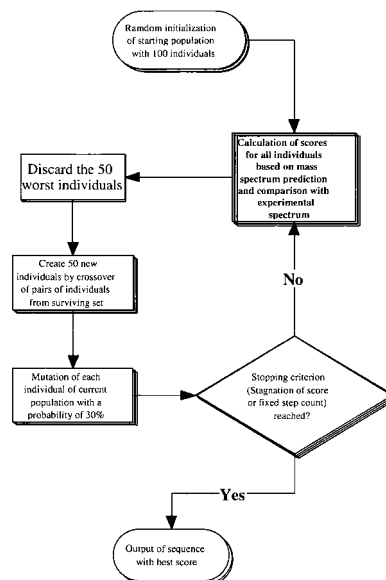 Ramdom initialization
of starting population
with 100 individuals
Calculation of scores
for all individuals
based on mass
spectrum prediction
and comparison with
experimental
spectrum
Discard the 50
worst individuals
Create 50 new
individuals by crossover
of pairs of individuals
from surviving set
Mutation of each
individual of current
population with a
probability of 30%
Stopping criterion
(Stagnation of score
or fixed step count)
reached?
No
Yes
Output of sequence
with best score